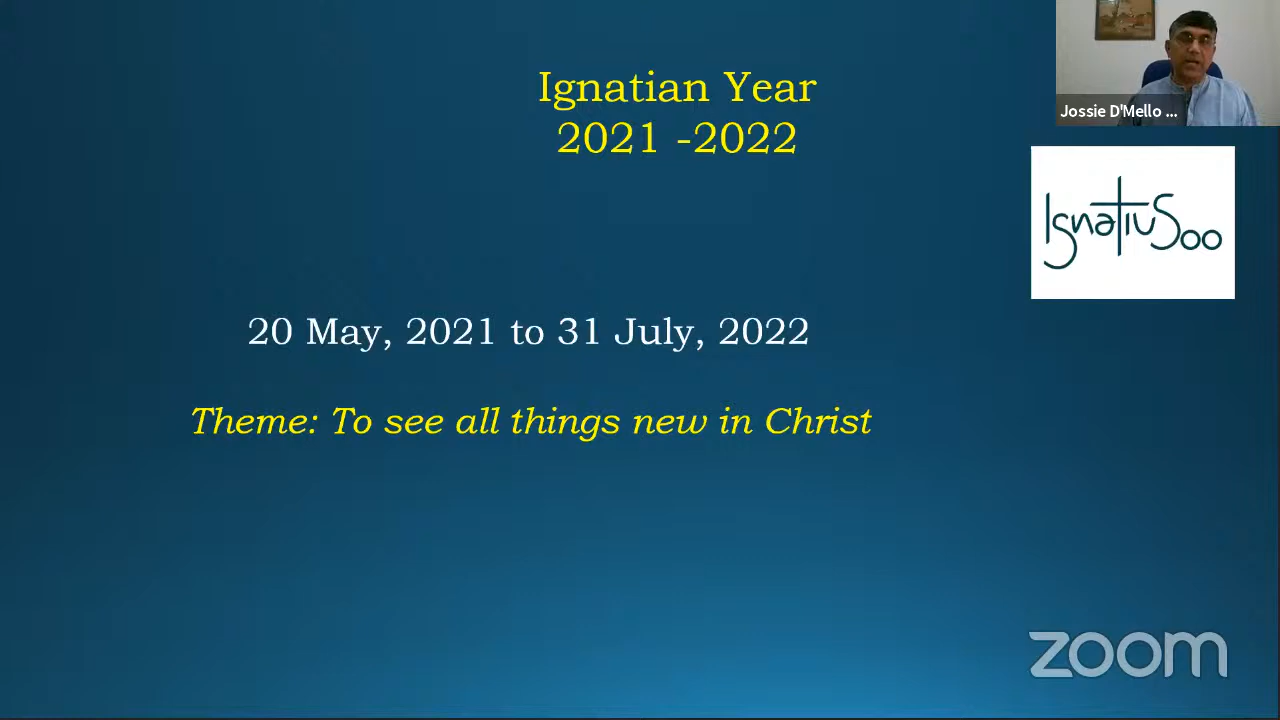 Ignatian Year
2021 -2022
Jossie D'Mello ...
IgnatiuS00
20 May, 2021 to 31 July, 2022
Theme: To see all things new in Christ
zoom